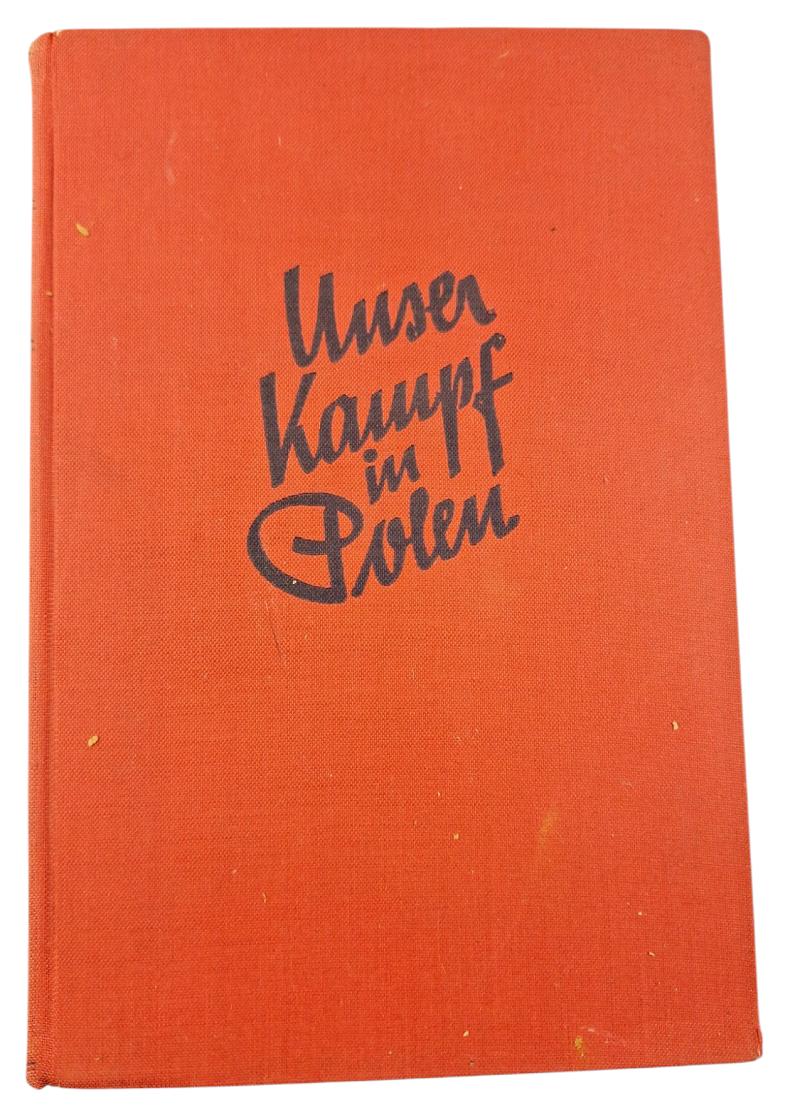 Unser
Kampf
in
Polen